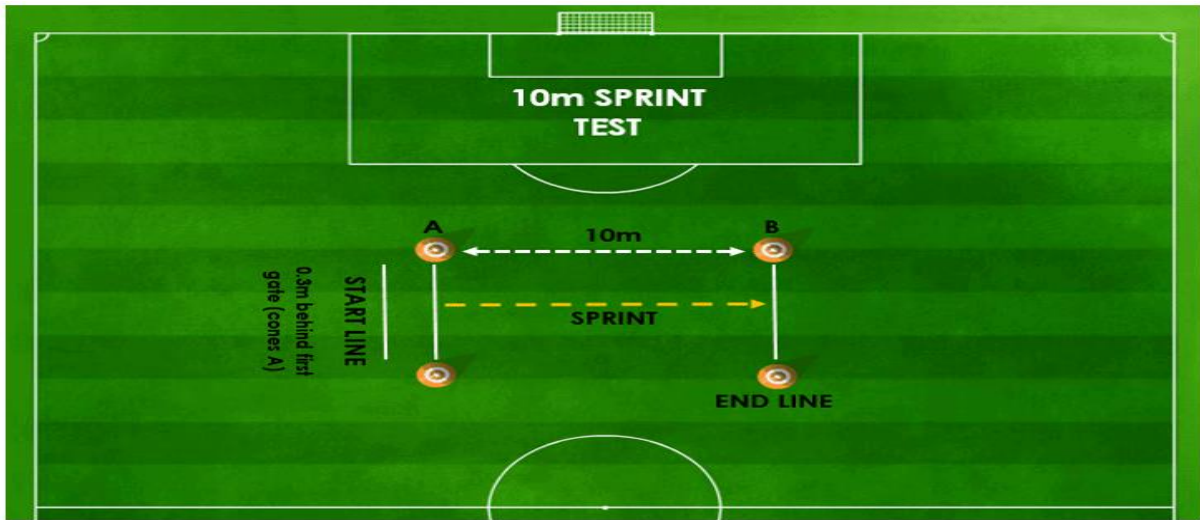 10m SPRINT
TEST
A
B
10m
START LINE
0.3m behind first
gate (cones A)
SPRINT
END LINE